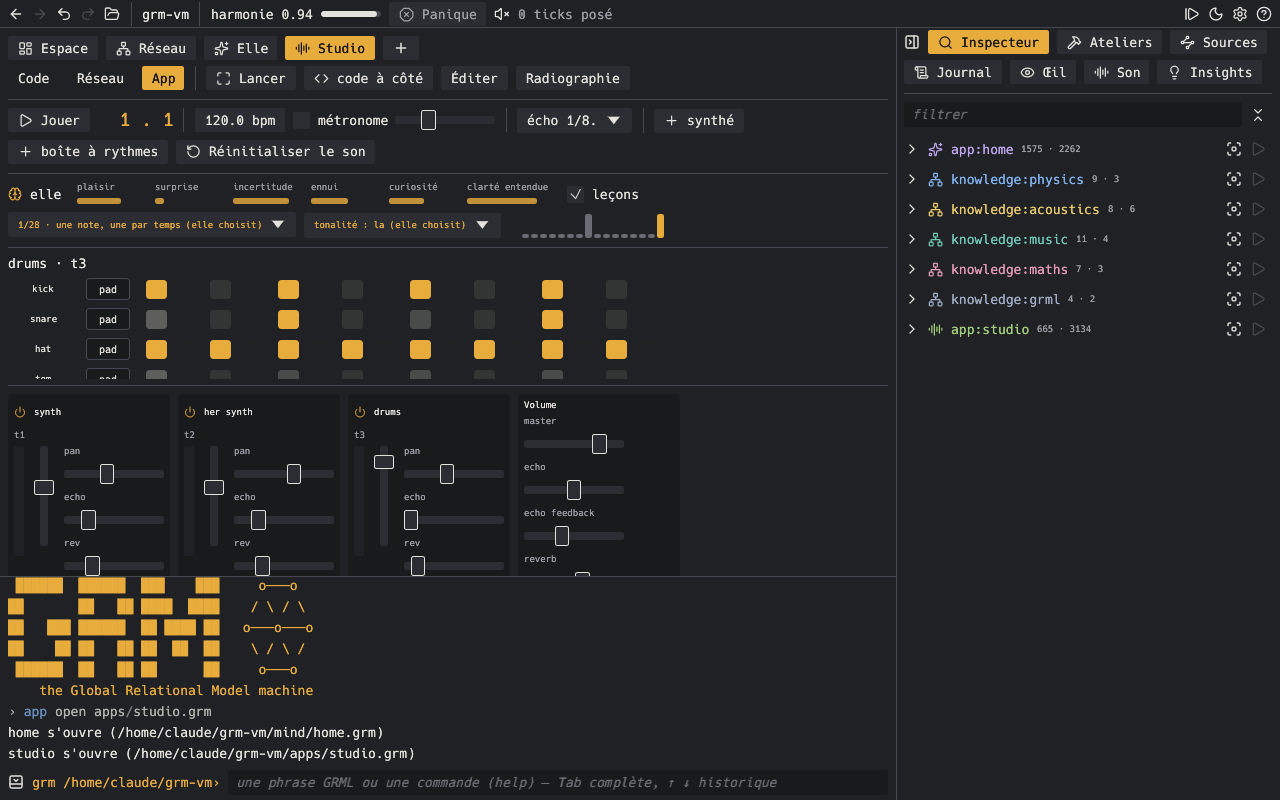 grm-vm harmonie 0.94 Panique 0 ticks posé
Espace Réseau Elle Studio +
Code Réseau App Lancer code à côté Éditer Radiographie
Jouer 1 . 1 120.0 bpm métronome écho 1/8. + synthé
+ boîte à rythmes Réinitialiser le son
elle plaisir surprise incertitude ennui curiosité clarté entendue leçons
1/28 · une note, une par temps (elle choisit) tonalité : la (elle choisit)
drums · t3
kick pad
snare pad
hat pad
tom pad
synth
t1
pan
echo
rev
her synth
t2
pan
echo
rev
drums
t3
pan
echo
rev
Volume
master
echo
echo feedback
reverb
the Global Relational Model machine
› app open apps/studio.grm
home s'ouvre (/home/claude/grm-vm/mind/home.grm)
studio s'ouvre (/home/claude/grm-vm/apps/studio.grm)
grm /home/claude/grm-vm› une phrase GRML ou une commande (help) — Tab complète, ↑ ↓ historique
Inspecteur Ateliers Sources
Journal Œil Son Insights
filtrer
app:home 1575 · 2262
knowledge:physics 9 · 3
knowledge:acoustics 8 · 6
knowledge:music 11 · 4
knowledge:maths 7 · 3
knowledge:grml 4 · 2
app:studio 665 · 3134